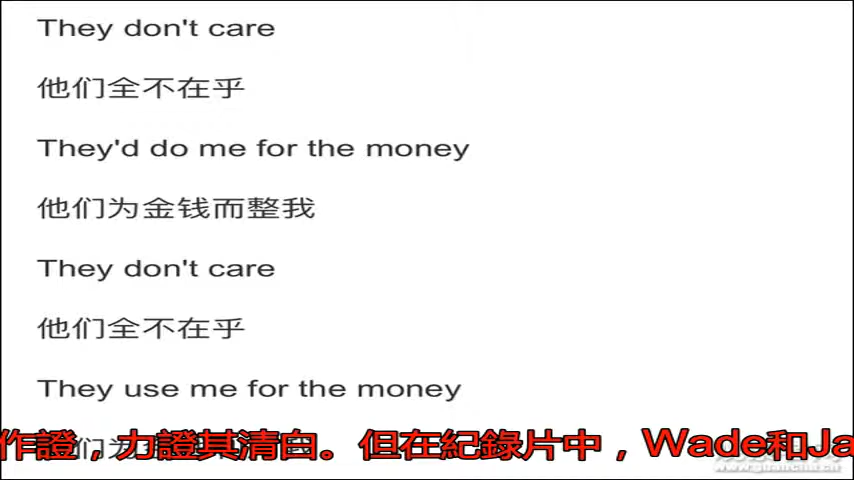 They don't care
他们全不在乎
They'd do me for the money
他们为金钱而整我
They don't care
他们全不在乎
They use me for the money
作證，力證其清白。但在紀錄片中，Wade和Ja
www.guancha.cn